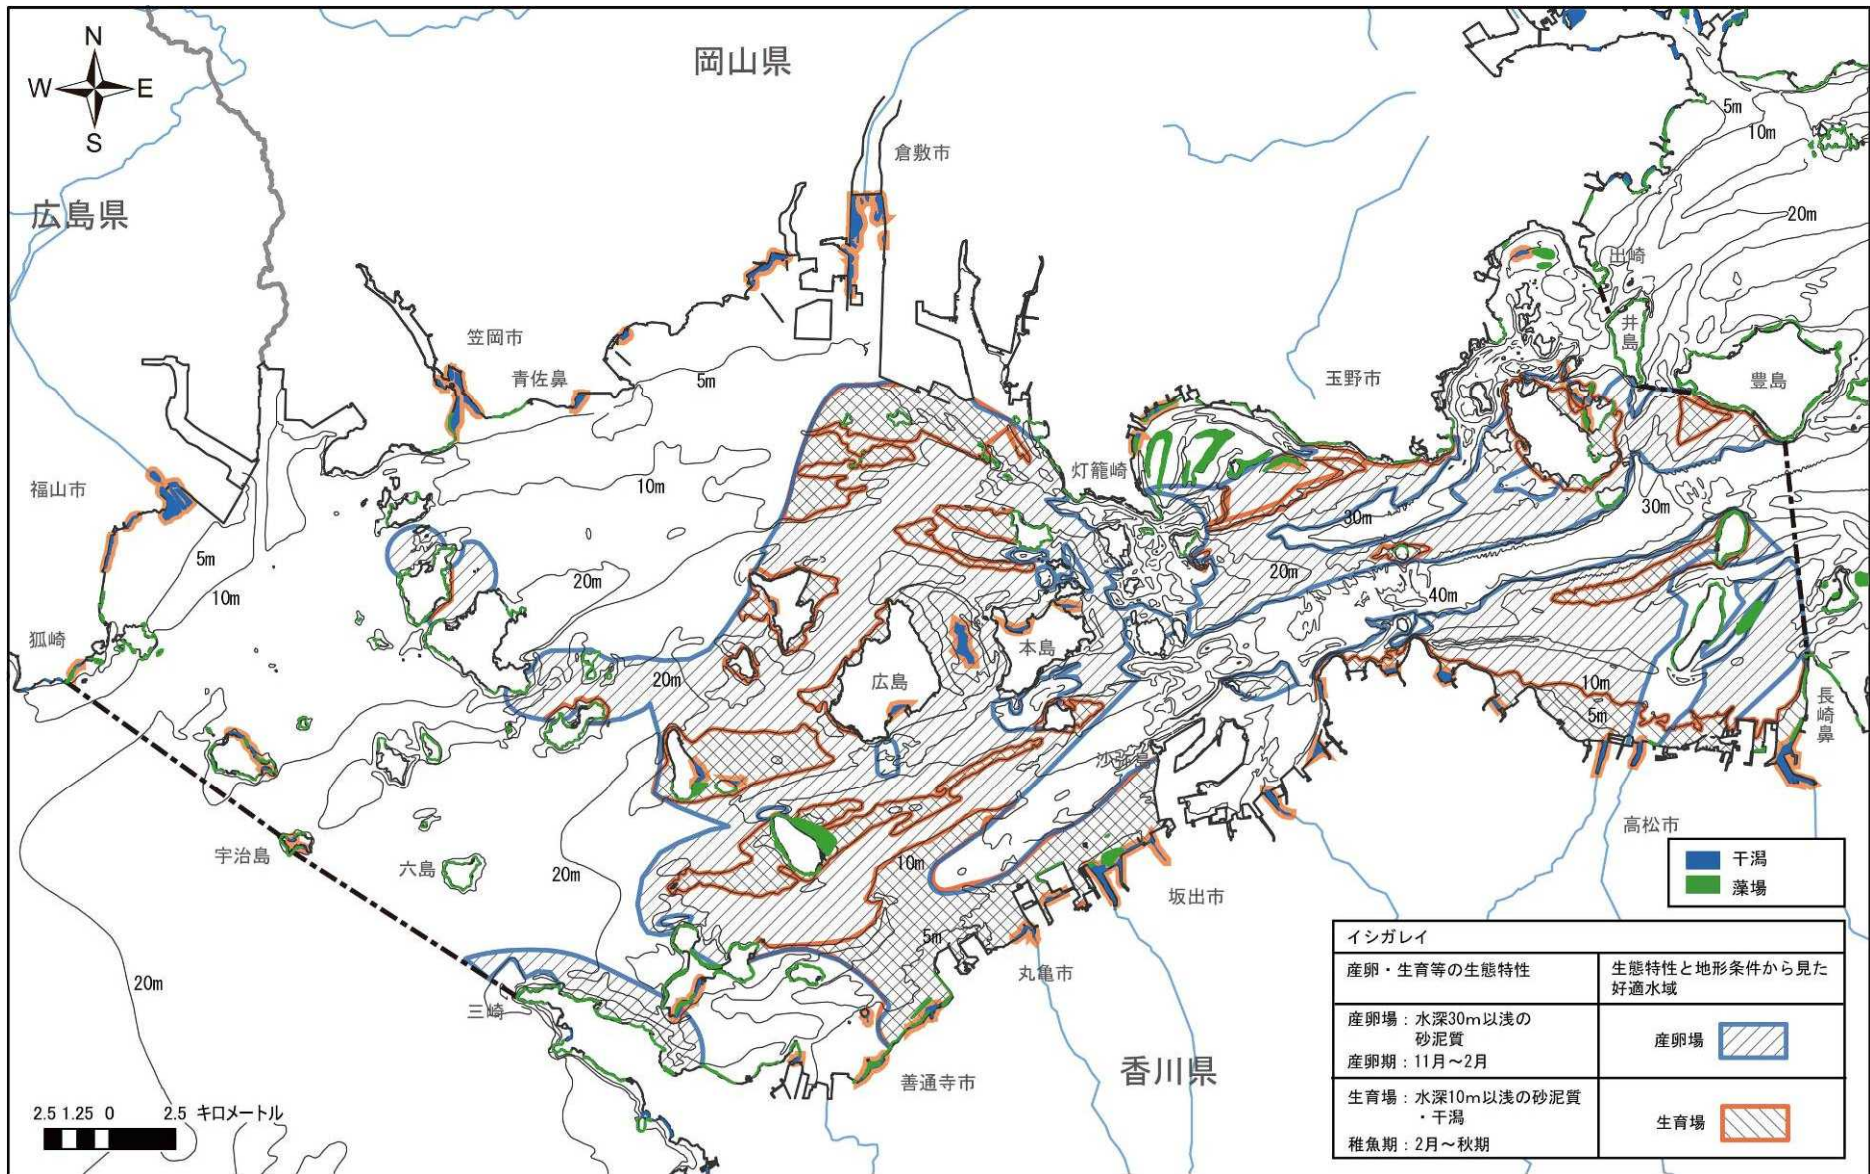 N
W E
S
岡山県
広島県
倉敷市
5m
10m
20m
出崎
井島
豊島
笠岡市
青佐鼻
5m
玉野市
福山市
10m
灯籠崎
30m
30m
5m
10m
20m
20m
40m
狐崎
20m
広島
本島
10m
5m
長崎鼻
沙弥島
高松市
宇治島
六島
20m
10m
坂出市
5m
丸亀市
20m
三崎
善通寺市
香川県
2.5 1.25 0 2.5 キロメートル
干潟
藻場
イシガレイ
産卵・生育等の生態特性
生態特性と地形条件から見た
好適水域
産卵場：水深30m以浅の
砂泥質
産卵期：11月～2月
産卵場
生育場：水深10m以浅の砂泥質
・干潟
稚魚期：2月～秋期
生育場